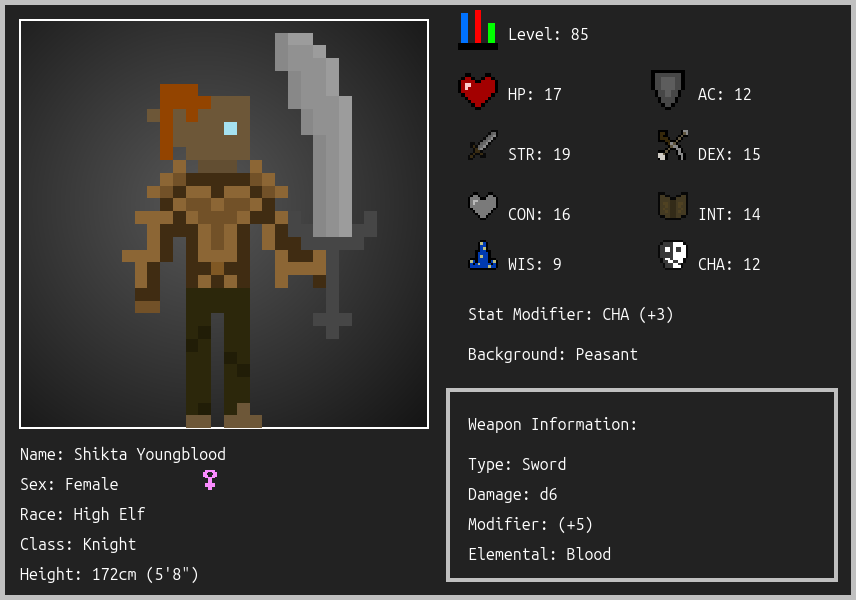 Level: 85
HP: 17
AC: 12
STR: 19
DEX: 15
CON: 16
INT: 14
WIS: 9
CHA: 12
Stat Modifier: CHA (+3)
Background: Peasant
Name: Shikta Youngblood
Sex: Female
Race: High Elf
Class: Knight
Height: 172cm (5'8")
Weapon Information:
Type: Sword
Damage: d6
Modifier: (+5)
Elemental: Blood